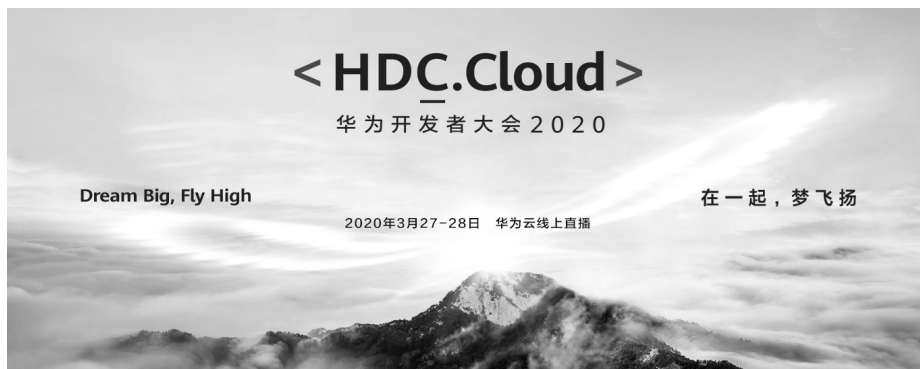 <HDC.Cloud>
华为开发者大会2020
Dream Big, Fly High
在一起，梦飞扬
2020年3月27-28日 华为云线上直播